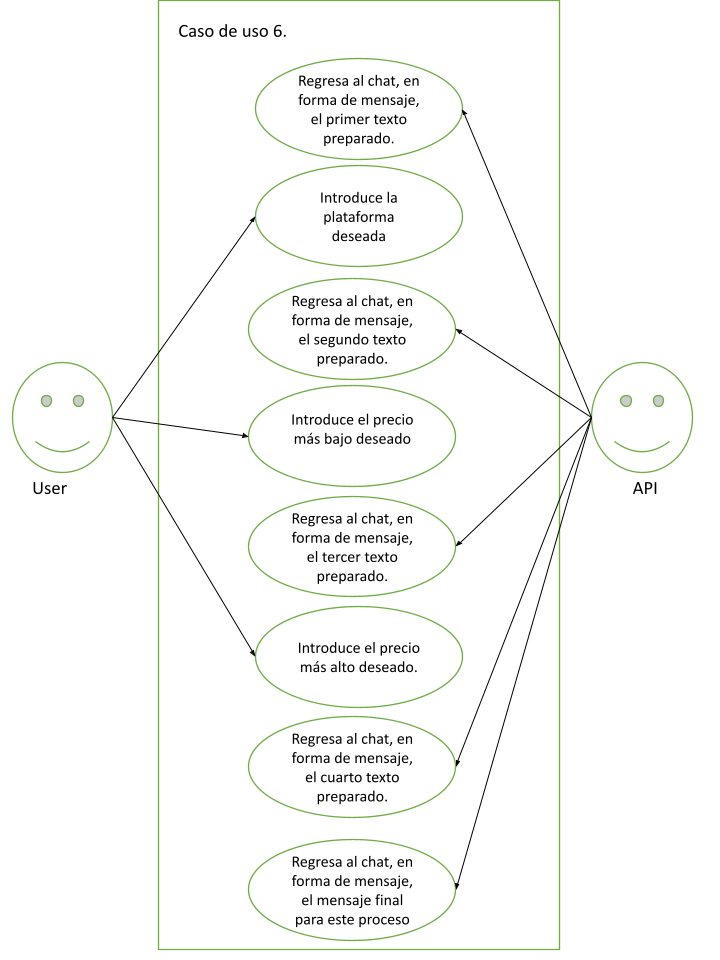 Caso de uso 6.
Regresa al chat, en
forma de mensaje,
el primer texto
preparado.
Introduce la
plataforma
deseada
Regresa al chat, en
forma de mensaje,
el segundo texto
preparado.
Introduce el precio
más bajo deseado
User
API
Regresa al chat, en
forma de mensaje,
el tercer texto
preparado.
Introduce el precio
más alto deseado.
Regresa al chat, en
forma de mensaje,
el cuarto texto
preparado.
Regresa al chat, en
forma de mensaje,
el mensaje final
para este proceso